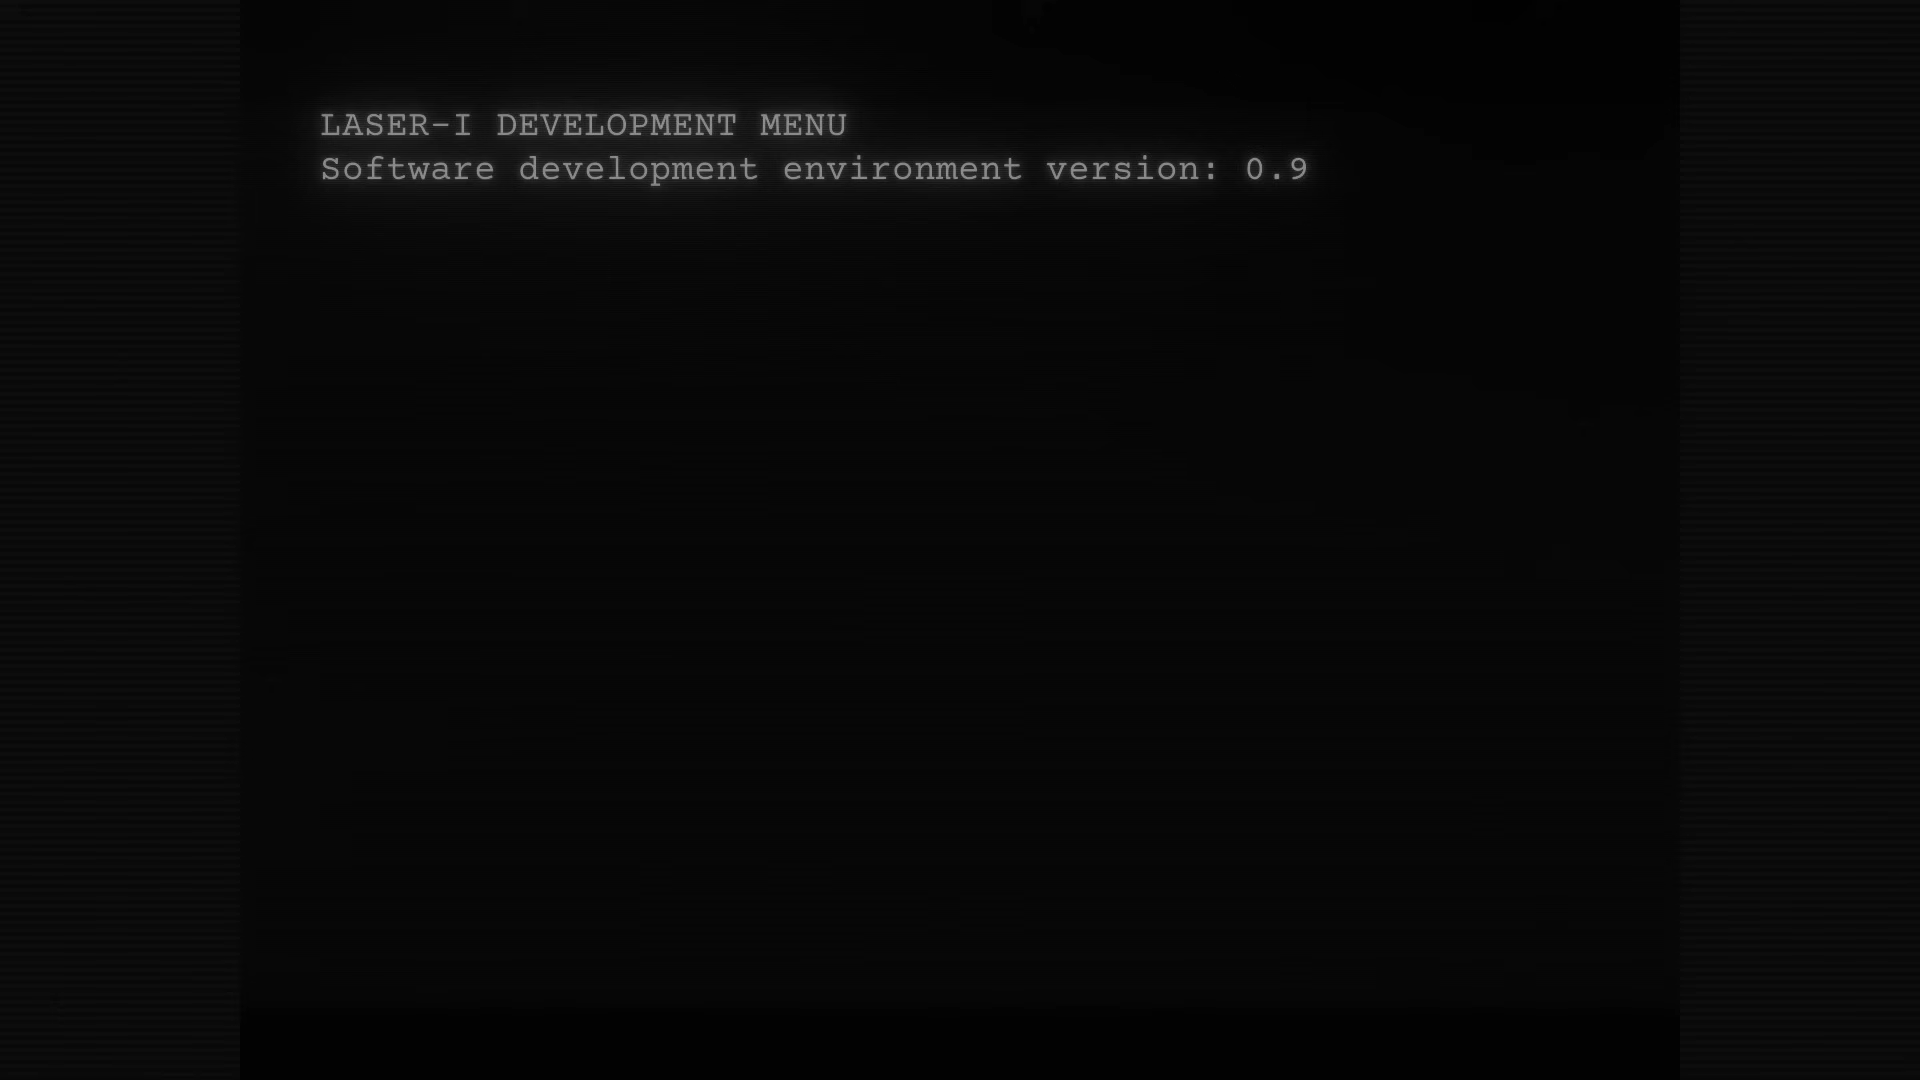 LASER-I DEVELOPMENT MENU
Software development environment version: 0.9